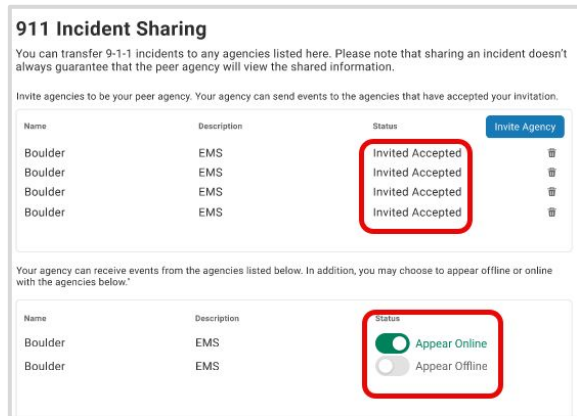 911 Incident Sharing
You can transfer 9-1-1 incidents to any agencies listed here. Please note that sharing an incident doesn't
always guarantee that the peer agency will view the shared information.
Invite agencies to be your peer agency. Your agency can send events to the agencies that have accepted your invitation.
Name Description Status Invite Agency
Boulder EMS Invited Accepted
Boulder EMS Invited Accepted
Boulder EMS Invited Accepted
Boulder EMS Invited Accepted
Your agency can receive events from the agencies listed below. In addition, you may choose to appear offline or online
with the agencies below.*
Name Description Status
Boulder EMS Appear Online
Boulder EMS Appear Offline